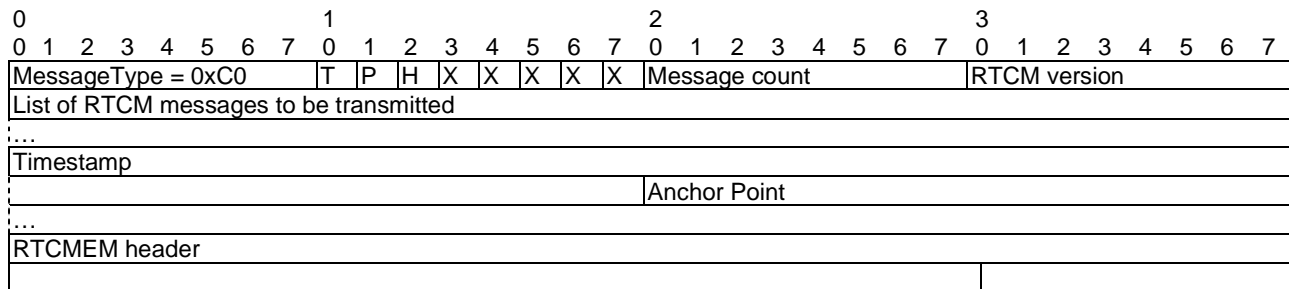 0 1 2 3
0 1 2 3 4 5 6 7 0 1 2 3 4 5 6 7 0 1 2 3 4 5 6 7 0 1 2 3 4 5 6 7
MessageType = 0xC0 T P H X X X X X Message count RTCM version
List of RTCM messages to be transmitted
…
Timestamp
Anchor Point
…
RTCMEM header